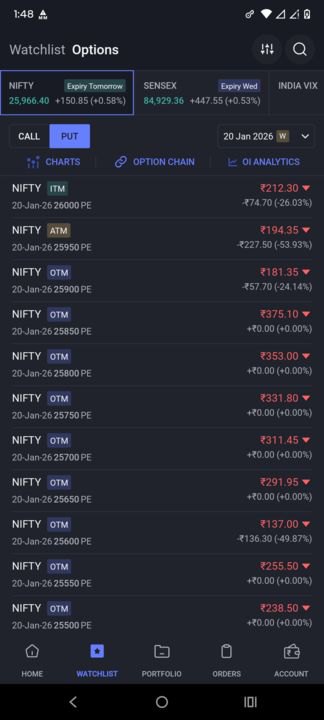 1:48
Watchlist Options
NIFTY Expiry Tomorrow
25,966.40 +150.85 (+0.58%)
SENSEX Expiry Wed
84,929.36 +447.55 (+0.53%)
INDIA VIX
CALL PUT 20 Jan 2026 W
CHARTS OPTION CHAIN OI ANALYTICS
NIFTY ITM ₹212.30
20-Jan-26 26000 PE -₹74.70 (-26.03%)
NIFTY ATM ₹194.35
20-Jan-26 25950 PE -₹227.50 (-53.93%)
NIFTY OTM ₹181.35
20-Jan-26 25900 PE -₹57.70 (-24.14%)
NIFTY OTM ₹375.10
20-Jan-26 25850 PE +₹0.00 (+0.00%)
NIFTY OTM ₹353.00
20-Jan-26 25800 PE +₹0.00 (+0.00%)
NIFTY OTM ₹331.80
20-Jan-26 25750 PE +₹0.00 (+0.00%)
NIFTY OTM ₹311.45
20-Jan-26 25700 PE +₹0.00 (+0.00%)
NIFTY OTM ₹291.95
20-Jan-26 25650 PE +₹0.00 (+0.00%)
NIFTY OTM ₹137.00
20-Jan-26 25600 PE -₹136.30 (-49.87%)
NIFTY OTM ₹255.50
20-Jan-26 25550 PE +₹0.00 (+0.00%)
NIFTY OTM ₹238.50
20-Jan-26 25500 PE +₹0.00 (+0.00%)
HOME WATCHLIST PORTFOLIO ORDERS ACCOUNT